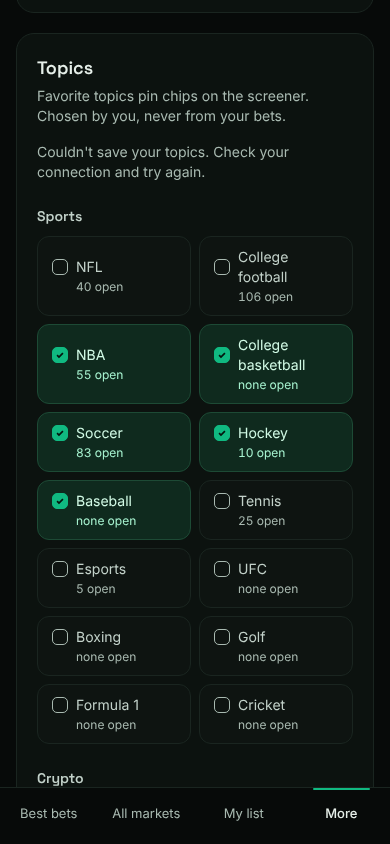 Topics
Favorite topics pin chips on the screener.
Chosen by you, never from your bets.
Couldn't save your topics. Check your
connection and try again.
Sports
NFL
40 open
College
football
106 open
NBA
55 open
College
basketball
none open
Soccer
83 open
Hockey
10 open
Baseball
none open
Tennis
25 open
Esports
5 open
UFC
none open
Boxing
none open
Golf
none open
Formula 1
none open
Cricket
none open
Crypto
Best bets
All markets
My list
More